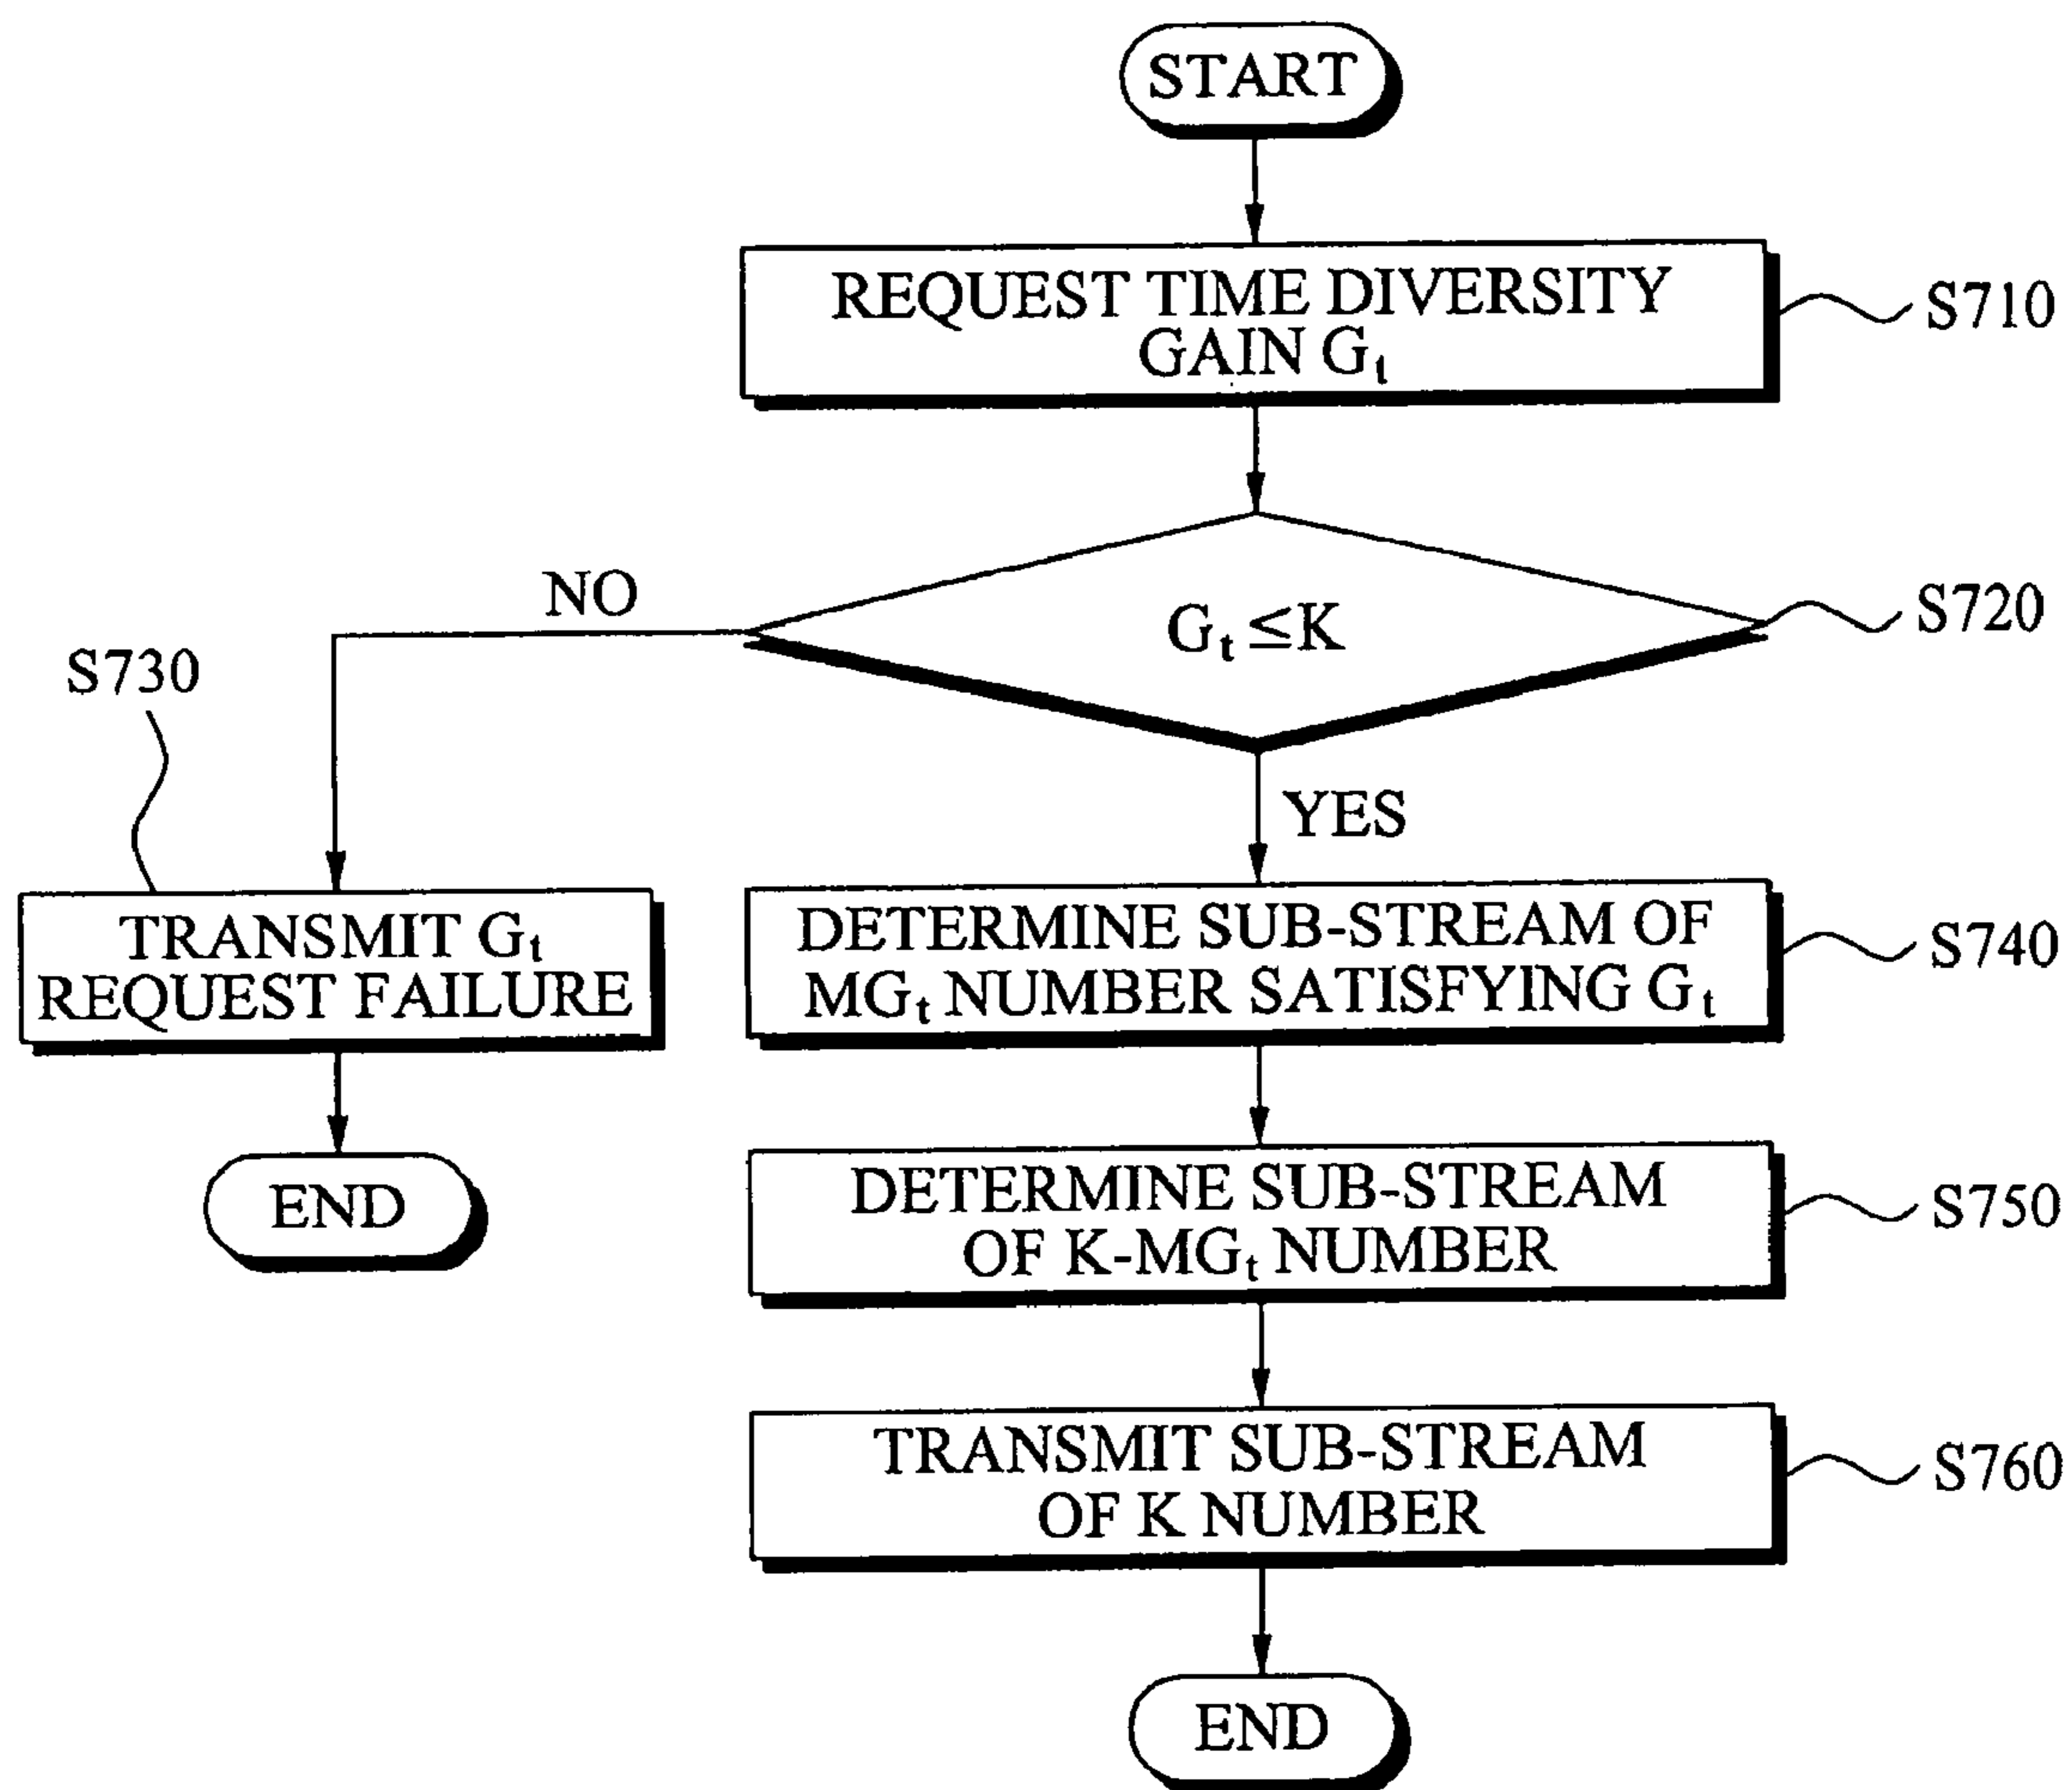 START
REQUEST TIME DIVERSITY
GAIN Gt
S710
Gt ≤K
S720
NO
YES
S730
TRANSMIT Gt
REQUEST FAILURE
END
DETERMINE SUB-STREAM OF
MGt NUMBER SATISFYING Gt
S740
DETERMINE SUB-STREAM
OF K-MGt NUMBER
S750
TRANSMIT SUB-STREAM
OF K NUMBER
S760
END